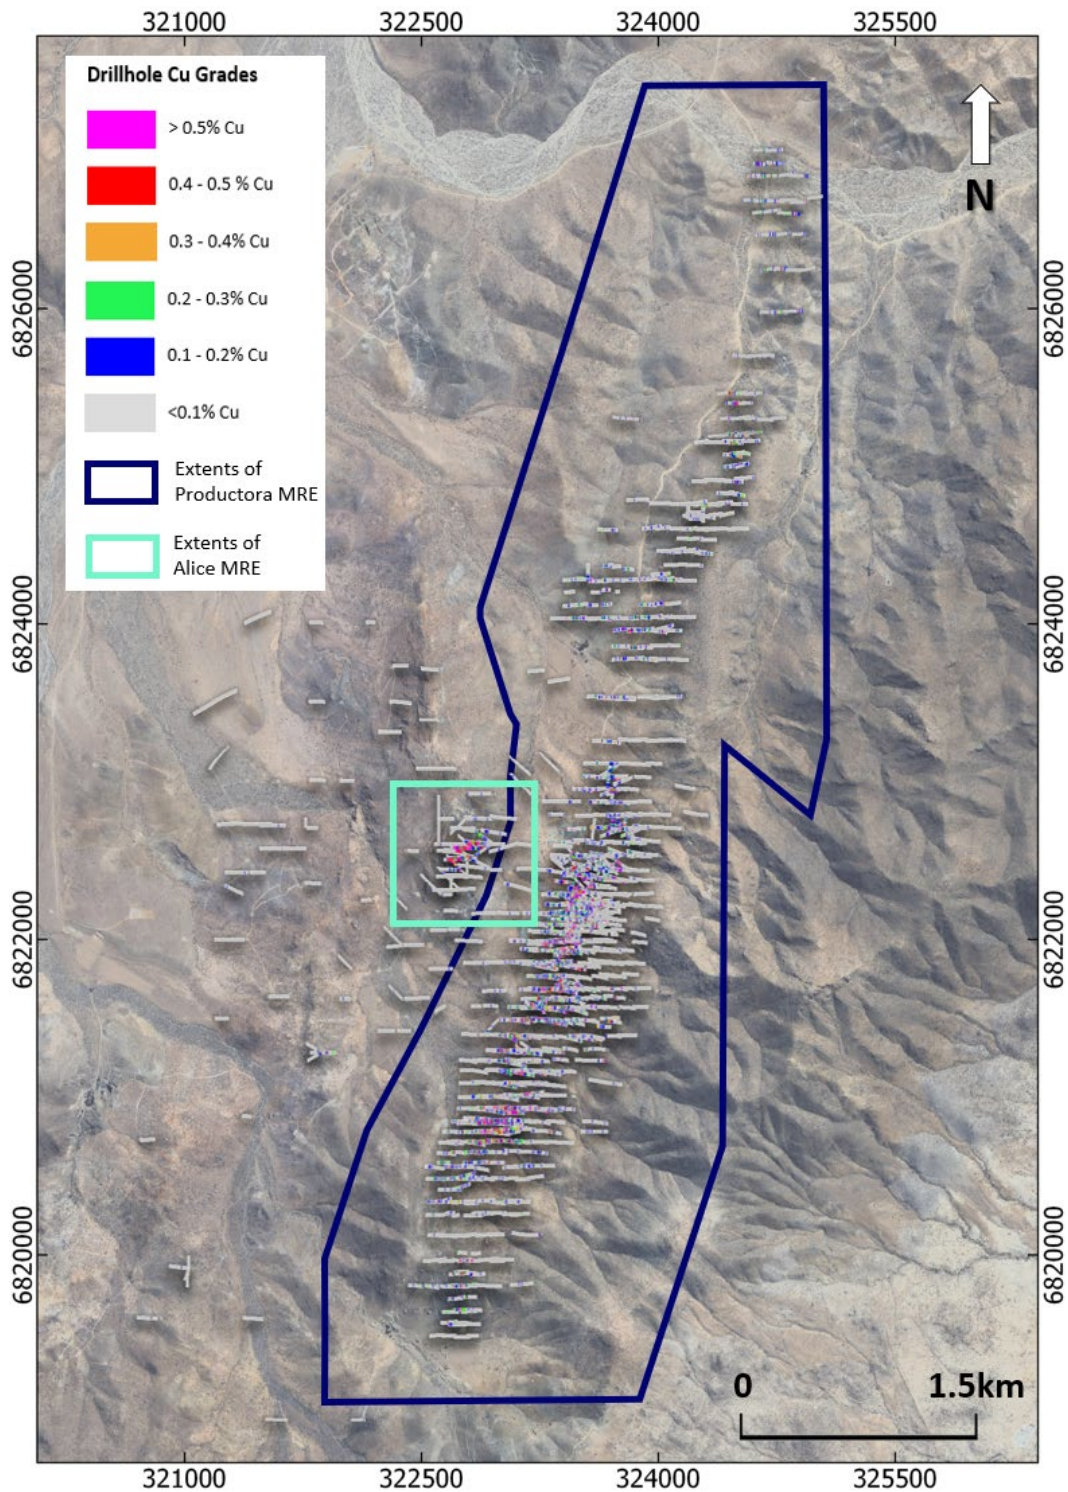 321000 322500 324000 325500
Drillhole Cu Grades
> 0.5% Cu
0.4 - 0.5 % Cu
0.3 - 0.4% Cu
0.2 - 0.3% Cu
0.1 - 0.2% Cu
<0.1% Cu
Extents of
Productora MRE
Extents of
Alice MRE
N
6826000 6826000
6824000 6824000
6822000 6822000
6820000 6820000
0 1.5km
321000 322500 324000 325500